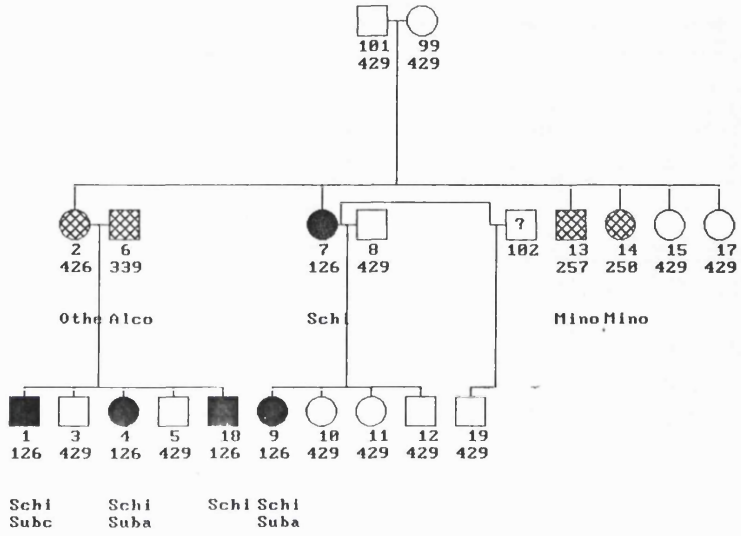 101 99
429 429
?
2 6 7 8 102 13 14 15 17
426 339 126 429 257 250 429 429
Othe Alco Schi Mino Mino
1 3 4 5 18 9 10 11 12 19
126 429 126 429 126 126 429 429 429 429
Schi Schi Schi Schi
Subc Suba Suba